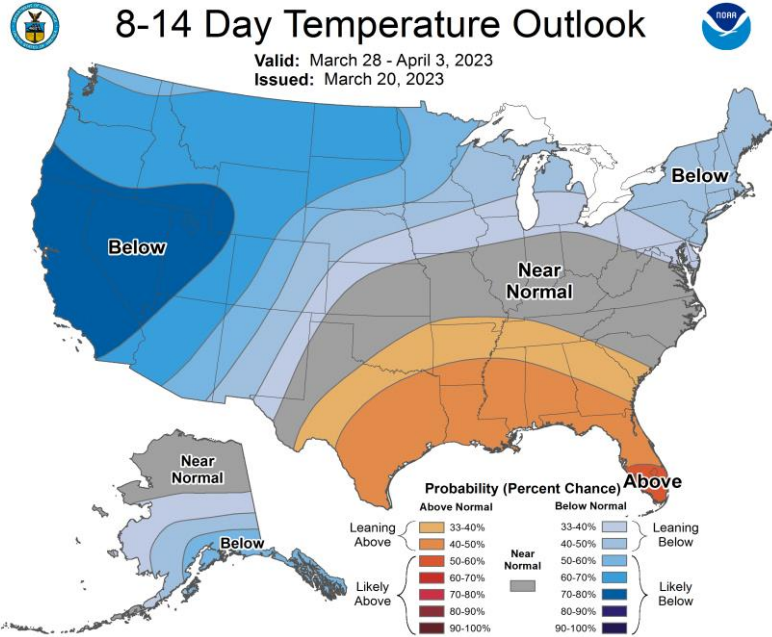 8-14 Day Temperature Outlook
NOAA
Valid: March 28 - April 3, 2023
Issued: March 20, 2023
Below
Below
Near
Normal
Near
Normal
Below
Above
Probability (Percent Chance)
Above Normal
Below Normal
Leaning
Above
33-40%
40-50%
Likely
Above
50-60%
60-70%
70-80%
80-90%
90-100%
Near
Normal
33-40%
40-50%
Leaning
Below
50-60%
60-70%
70-80%
80-90%
90-100%
Likely
Below